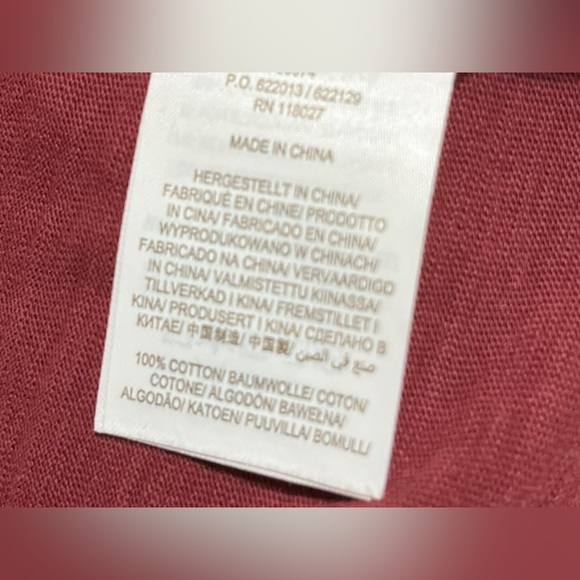 P.O. 622013 / 622129
RN 118027
MADE IN CHINA
HERGESTELLT IN CHINA/
FABRIQUÉ EN CHINE/ PRODOTTO
IN CINA/ FABRICADO EN CHINA/
WYPRODUKOWANO W CHINACH/
FABRICADO NA CHINA/ VERVAARDIGD
IN CHINA/ VALMISTETTU KIINASSA/
TILLVERKAD I KINA/ FREMSTILLET I
KINA/ PRODUSERT I KINA/ СДЕЛАНО В
КИТАЕ/ 中国制造/ 中国製/ صنع في الصين
100% COTTON/ BAUMWOLLE/ COTON/
COTONE/ ALGODÓN/ BAWEŁNA/
ALGODÃO/ KATOEN/ PUUVILLA/ BOMULL/